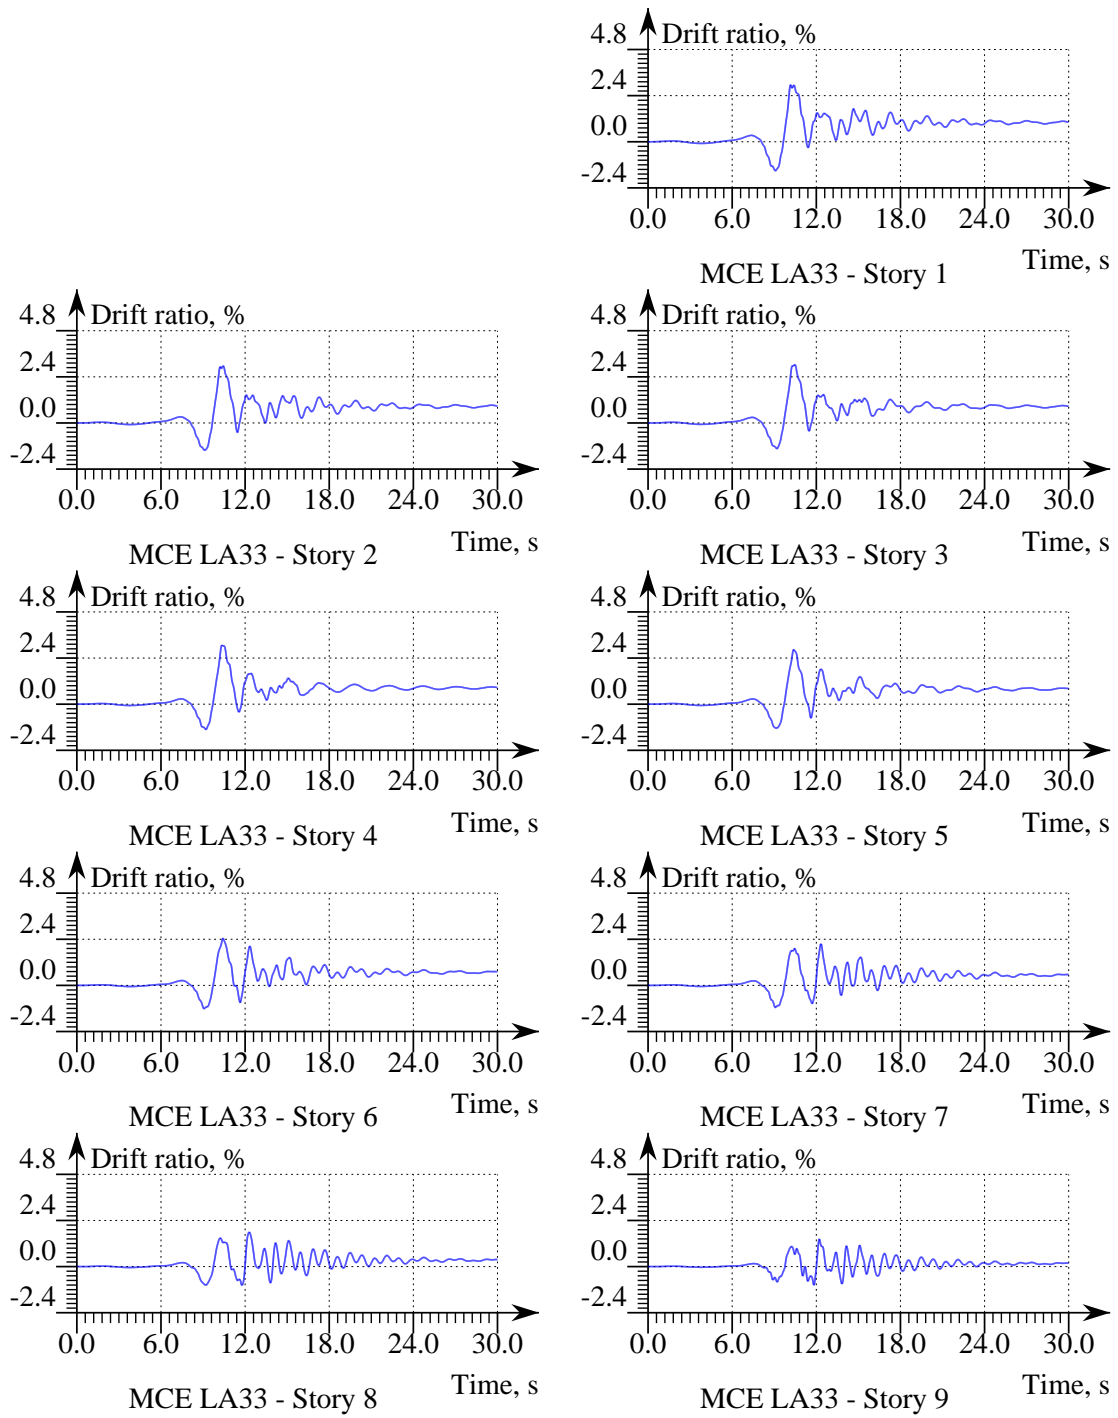 Drift ratio, %
4.8
2.4
0.0
-2.4
0.0 6.0 12.0 18.0 24.0 30.0
Time, s
MCE LA33 - Story 1
Drift ratio, %
4.8
2.4
0.0
-2.4
0.0 6.0 12.0 18.0 24.0 30.0
Time, s
MCE LA33 - Story 2
Drift ratio, %
4.8
2.4
0.0
-2.4
0.0 6.0 12.0 18.0 24.0 30.0
Time, s
MCE LA33 - Story 3
Drift ratio, %
4.8
2.4
0.0
-2.4
0.0 6.0 12.0 18.0 24.0 30.0
Time, s
MCE LA33 - Story 4
Drift ratio, %
4.8
2.4
0.0
-2.4
0.0 6.0 12.0 18.0 24.0 30.0
Time, s
MCE LA33 - Story 5
Drift ratio, %
4.8
2.4
0.0
-2.4
0.0 6.0 12.0 18.0 24.0 30.0
Time, s
MCE LA33 - Story 6
Drift ratio, %
4.8
2.4
0.0
-2.4
0.0 6.0 12.0 18.0 24.0 30.0
Time, s
MCE LA33 - Story 7
Drift ratio, %
4.8
2.4
0.0
-2.4
0.0 6.0 12.0 18.0 24.0 30.0
Time, s
MCE LA33 - Story 8
Drift ratio, %
4.8
2.4
0.0
-2.4
0.0 6.0 12.0 18.0 24.0 30.0
Time, s
MCE LA33 - Story 9